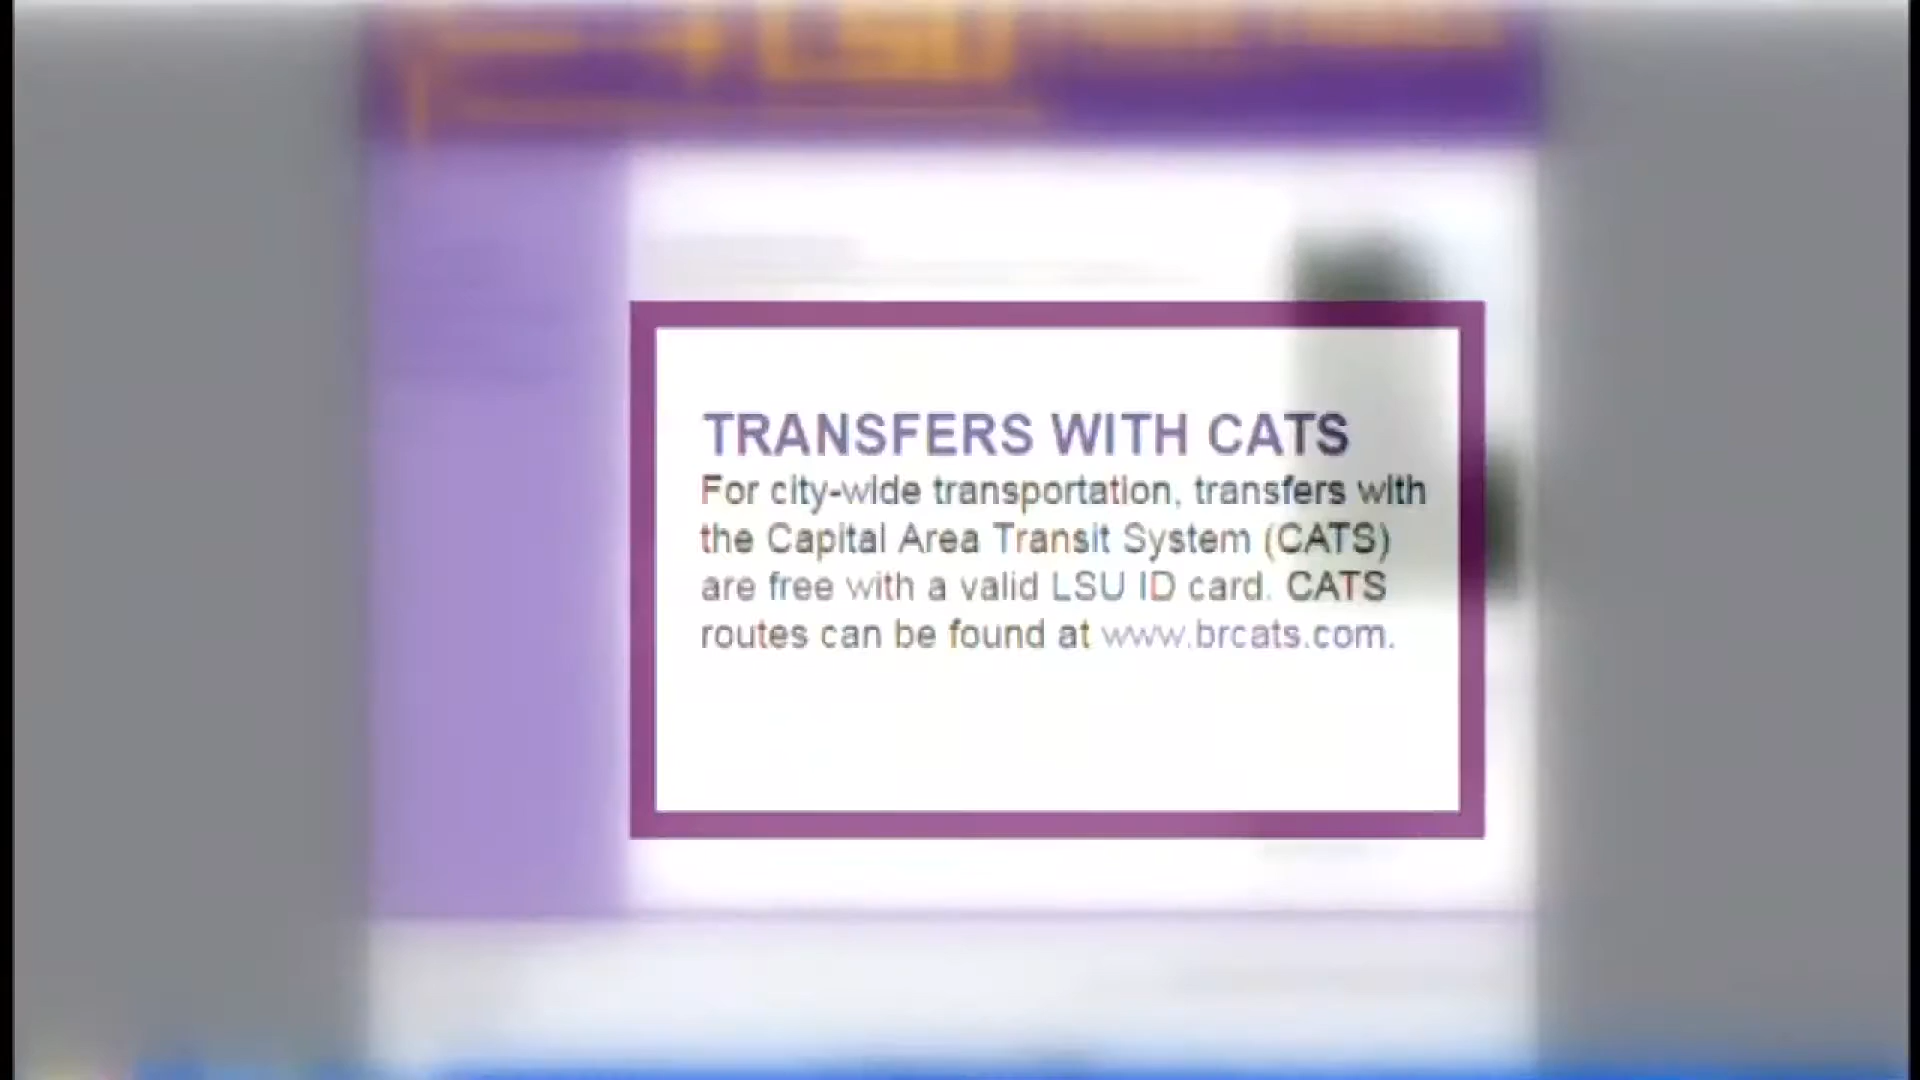 LSU
TRANSFERS WITH CATS
For city-wide transportation, transfers with
the Capital Area Transit System (CATS)
are free with a valid LSU ID card. CATS
routes can be found at www.brcats.com.